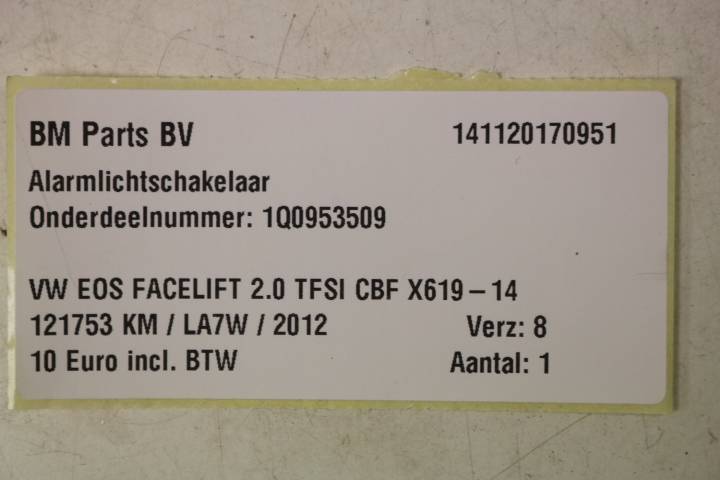 BM Parts BV 141120170951
Alarmlichtschakelaar
Onderdeelnummer: 1Q0953509
VW EOS FACELIFT 2.0 TFSI CBF X619-14
121753 KM / LA7W / 2012 Verz: 8
10 Euro incl. BTW Aantal: 1